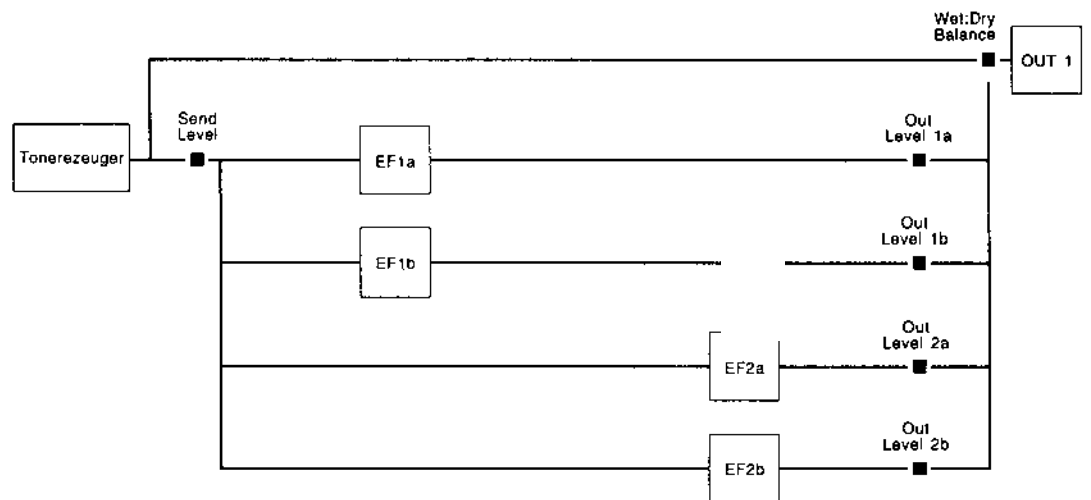 Wet:Dry
Balance
OUT 1
Send
Level
Out
Level 1a
Tonerezeuger
EF1a
Out
Level 1b
EF1b
Out
Level 2a
EF2a
Out
Level 2b
EF2b